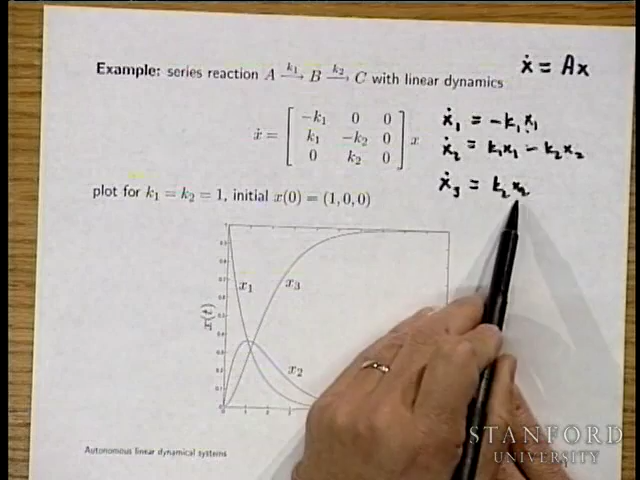 Example: series reaction A —k₁→ B —k₂→ C with linear dynamics
ẋ = Ax
ẋ = [ −k₁ 0 0
k₁ −k₂ 0
0 k₂ 0 ] x
ẋ₁ = −k₁x₁
ẋ₂ = k₁x₁ − k₂x₂
ẋ₃ = k₂x₂
plot for k₁ = k₂ = 1, initial x(0) = (1, 0, 0)
x(t)
x₁
x₃
x₂
Autonomous linear dynamical systems
STANFORD
UNIVERSITY